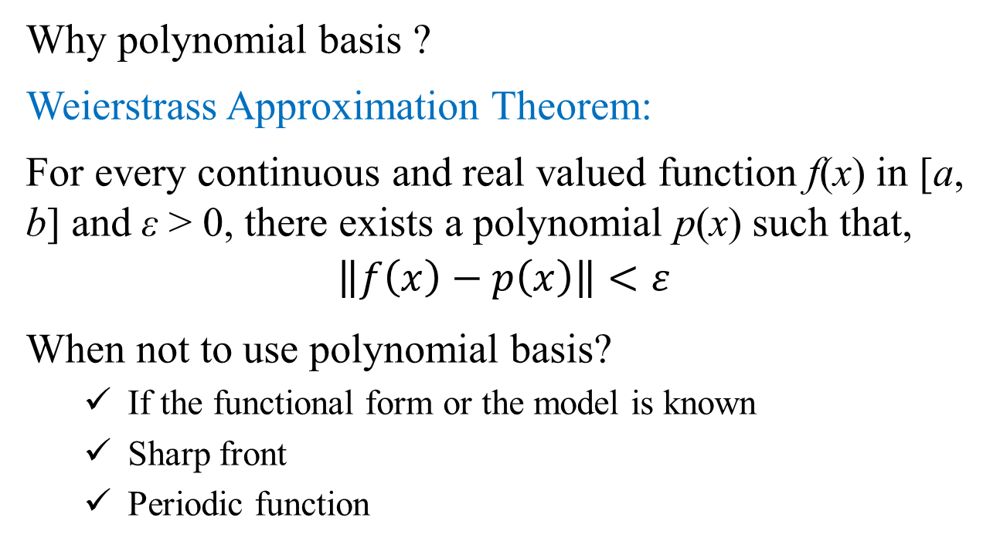 Why polynomial basis ?
Weierstrass Approximation Theorem:
For every continuous and real valued function f(x) in [a,
b] and ε > 0, there exists a polynomial p(x) such that,
‖f(x) − p(x)‖ < ε
When not to use polynomial basis?
✓ If the functional form or the model is known
✓ Sharp front
✓ Periodic function